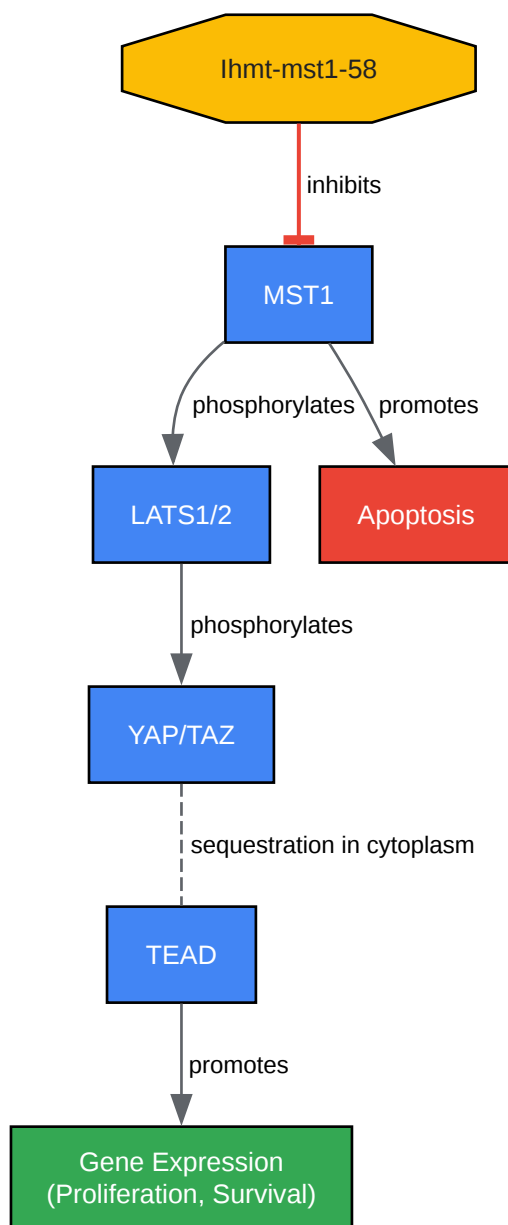 Ihmt-mst1-58
inhibits
MST1
phosphorylates
promotes
LATS1/2
Apoptosis
phosphorylates
YAP/TAZ
sequestration in cytoplasm
TEAD
promotes
Gene Expression
(Proliferation, Survival)